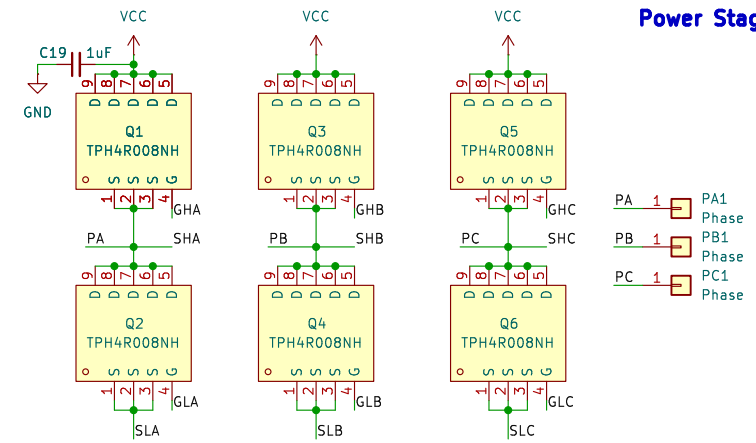 VCC VCC VCC Power Stag
C19 1uF
GND
9 8 7 6 5 9 8 7 6 5 9 8 7 6 5
D D D D D D D D D D D D D D D
Q1 Q3 Q5
TPH4R008NH TPH4R008NH TPH4R008NH
S S S G S S S G S S S G
1 2 3 4 1 2 3 4 1 2 3 4
GHA GHB GHC
PA SHA PB SHB PC SHC
9 8 7 6 5 9 8 7 6 5 9 8 7 6 5
D D D D D D D D D D D D D D D
Q2 Q4 Q6
TPH4R008NH TPH4R008NH TPH4R008NH
S S S G S S S G S S S G
1 2 3 4 1 2 3 4 1 2 3 4
GLA GLB GLC
SLA SLB SLC
PA 1 PA1
Phase
PB 1 PB1
Phase
PC 1 PC1
Phase